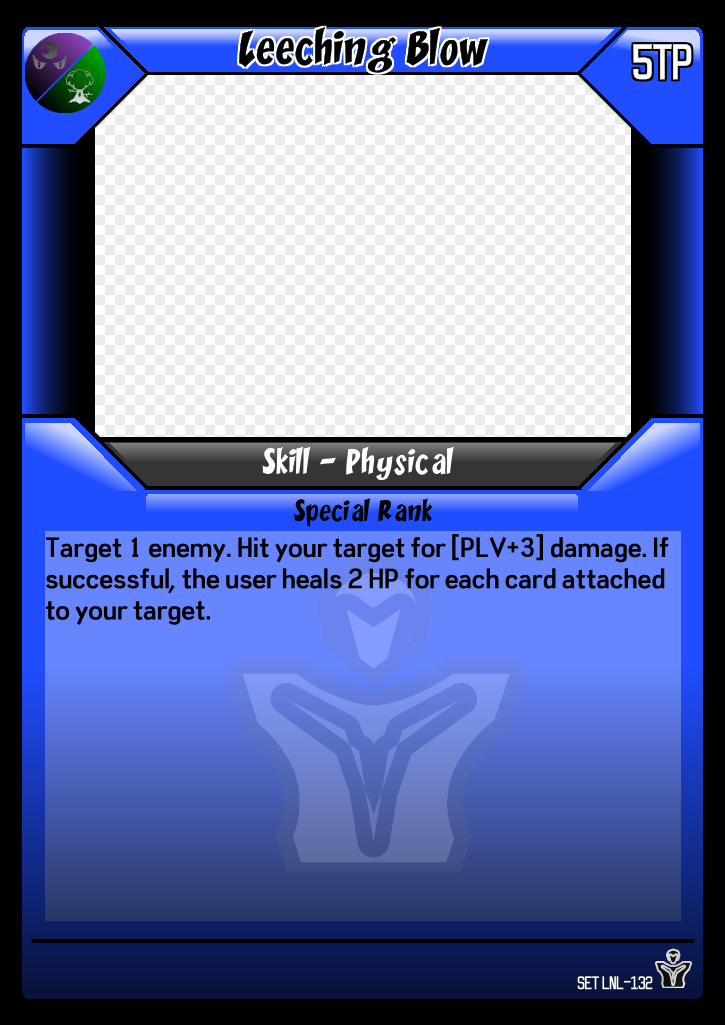 Leeching Blow
5TP
Skill - Physical
Special Rank
Target 1 enemy. Hit your target for [PLV+3] damage. If
successful, the user heals 2 HP for each card attached
to your target.
SET LNL-132